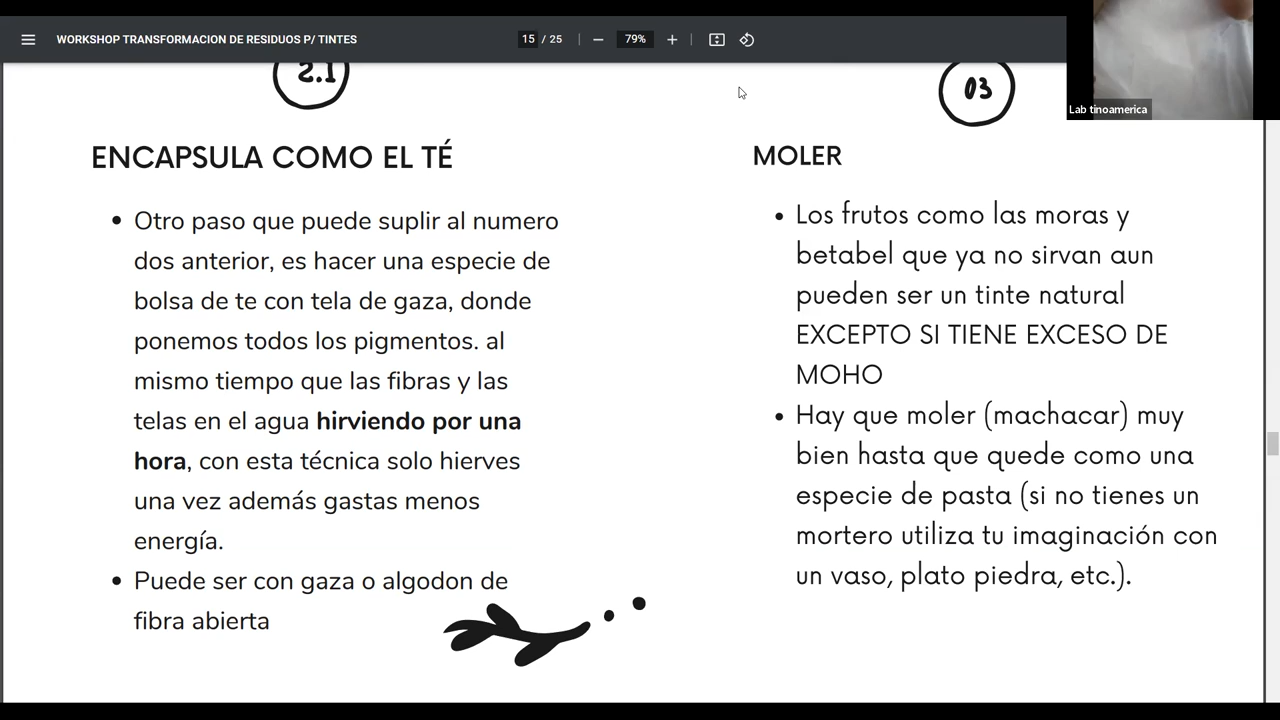 WORKSHOP TRANSFORMACION DE RESIDUOS P/ TINTES
15 / 25
79%
Lab tinoamerica
2.1
ENCAPSULA COMO EL TÉ
Otro paso que puede suplir al numero
dos anterior, es hacer una especie de
bolsa de te con tela de gaza, donde
ponemos todos los pigmentos. al
mismo tiempo que las fibras y las
telas en el agua hirviendo por una
hora, con esta técnica solo hierves
una vez además gastas menos
energía.
Puede ser con gaza o algodon de
fibra abierta
03
MOLER
Los frutos como las moras y
betabel que ya no sirvan aun
pueden ser un tinte natural
EXCEPTO SI TIENE EXCESO DE
MOHO
Hay que moler (machacar) muy
bien hasta que quede como una
especie de pasta (si no tienes un
mortero utiliza tu imaginación con
un vaso, plato piedra, etc.).